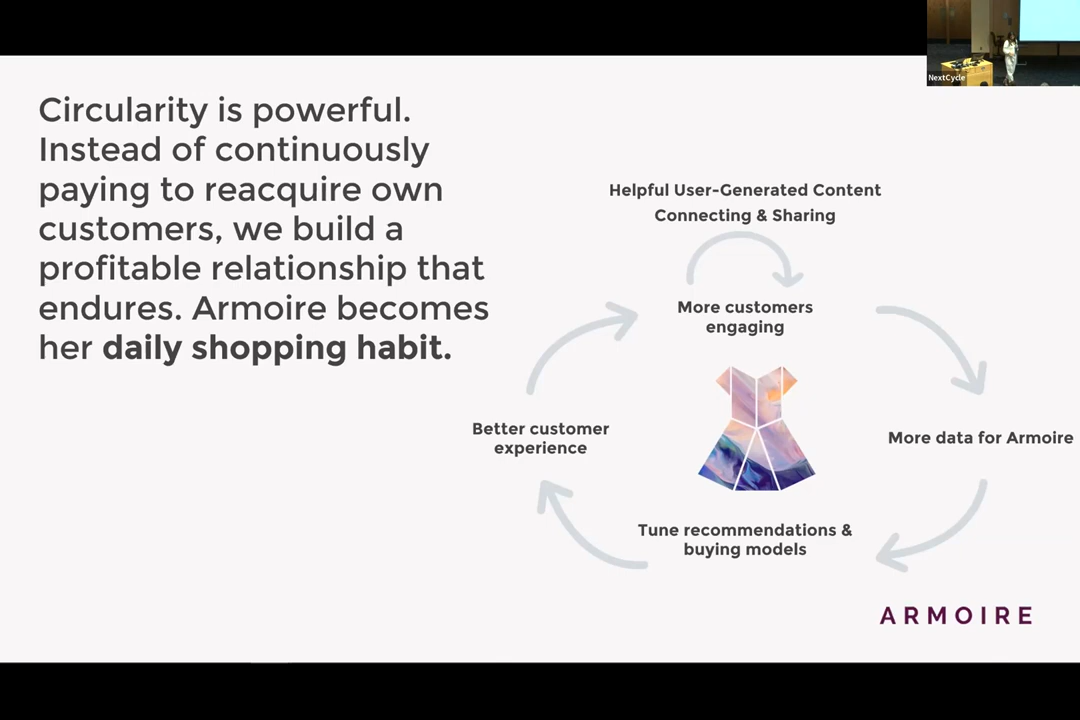 NextCycle
Circularity is powerful.
Instead of continuously
paying to reacquire own
customers, we build a
profitable relationship that
endures. Armoire becomes
her daily shopping habit.
Helpful User-Generated Content
Connecting & Sharing
More customers
engaging
More data for Armoire
Tune recommendations &
buying models
Better customer
experience
ARMOIRE